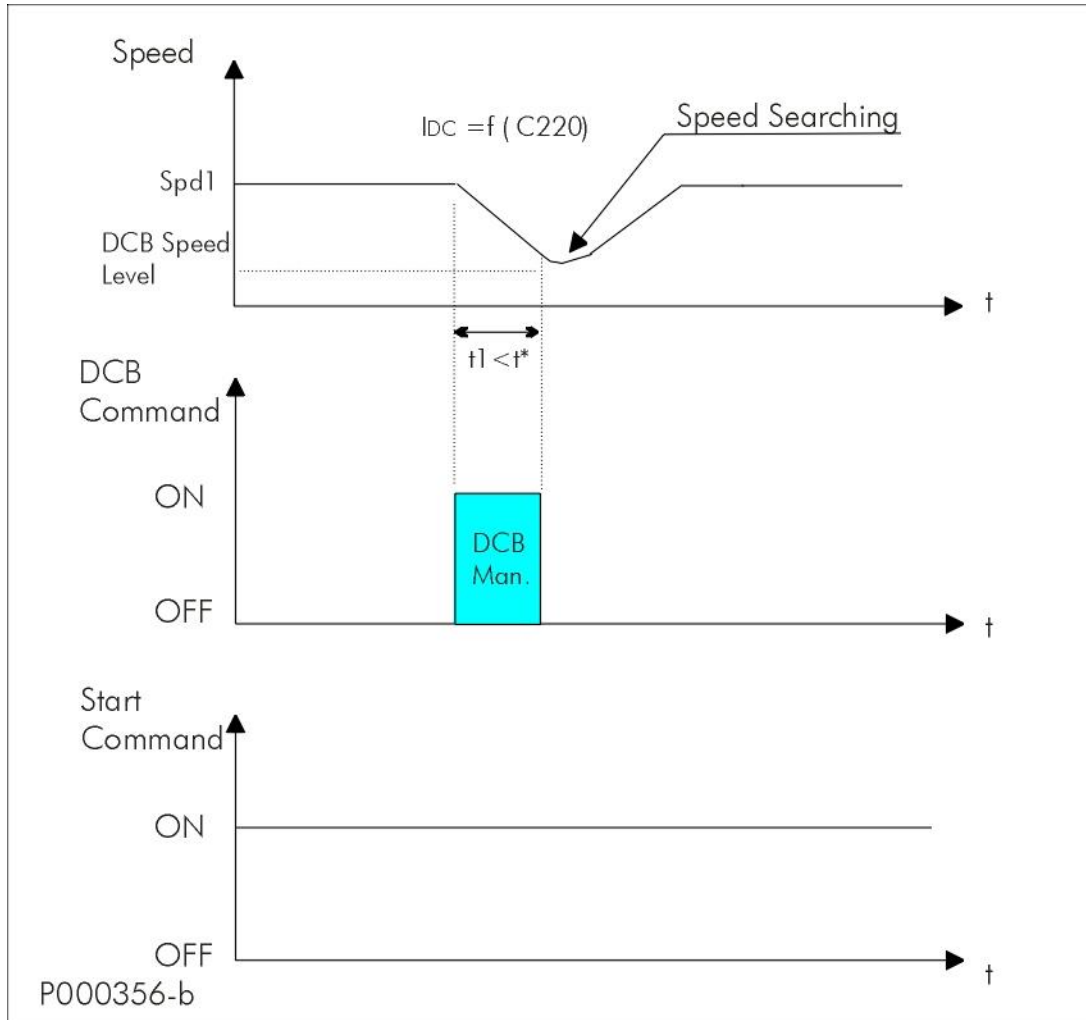 Speed
IDC =f ( C220)
Speed Searching
Spd1
DCB Speed
Level
t
t1 <t*
DCB
Command
ON
DCB
Man.
OFF
t
Start
Command
ON
OFF
t
P000356-b